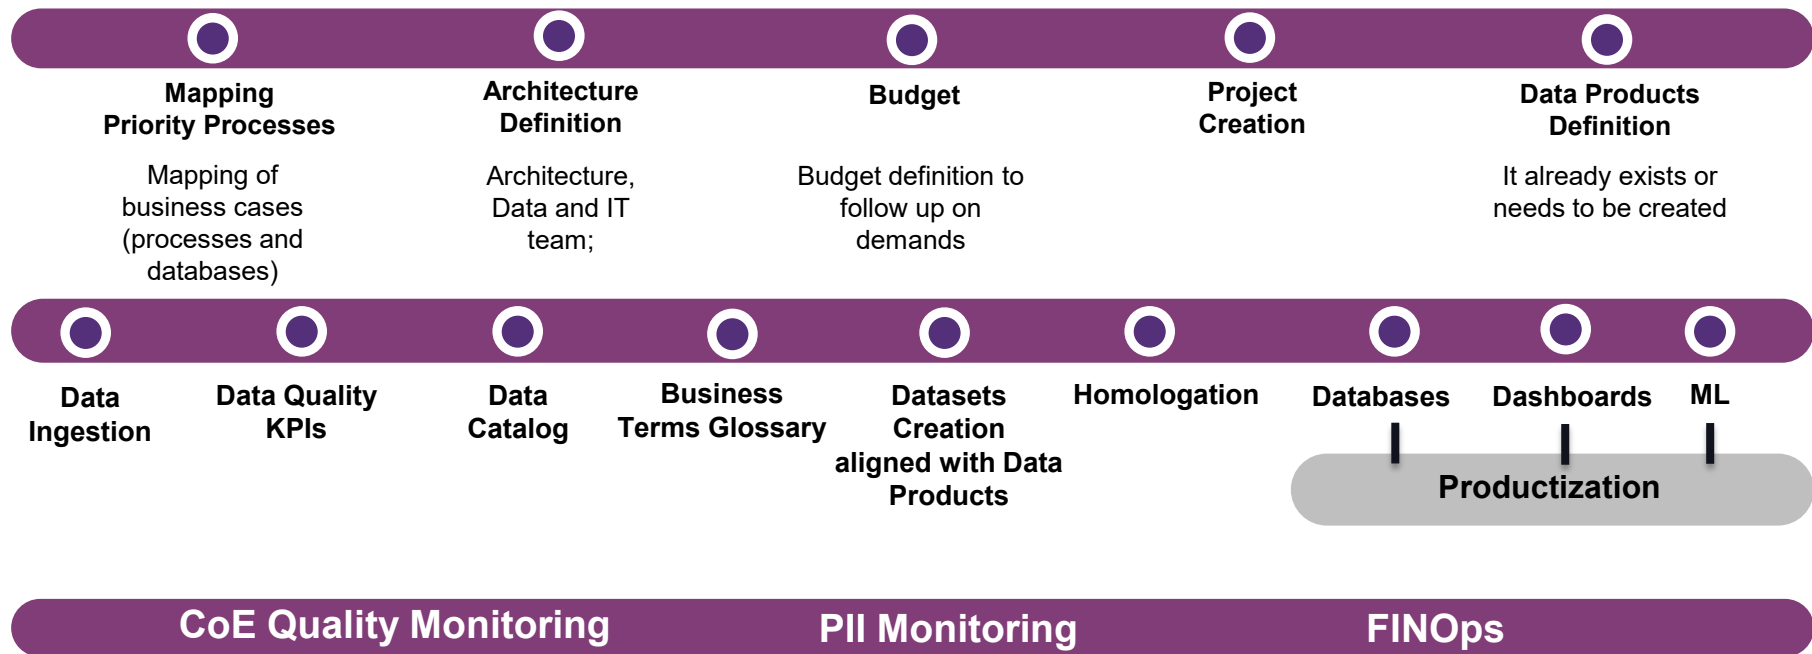 Mapping
Priority Processes
Architecture
Definition
Budget
Project
Creation
Data Products
Definition
Mapping of
business cases
(processes and
databases)
Architecture,
Data and IT
team;
Budget definition to
follow up on
demands
It already exists or
needs to be created
Data
Ingestion
Data Quality
KPIs
Data
Catalog
Business
Terms Glossary
Datasets
Creation
aligned with Data
Products
Homologation
Databases
Dashboards
ML
Productization
CoE Quality Monitoring
PII Monitoring
FINOps